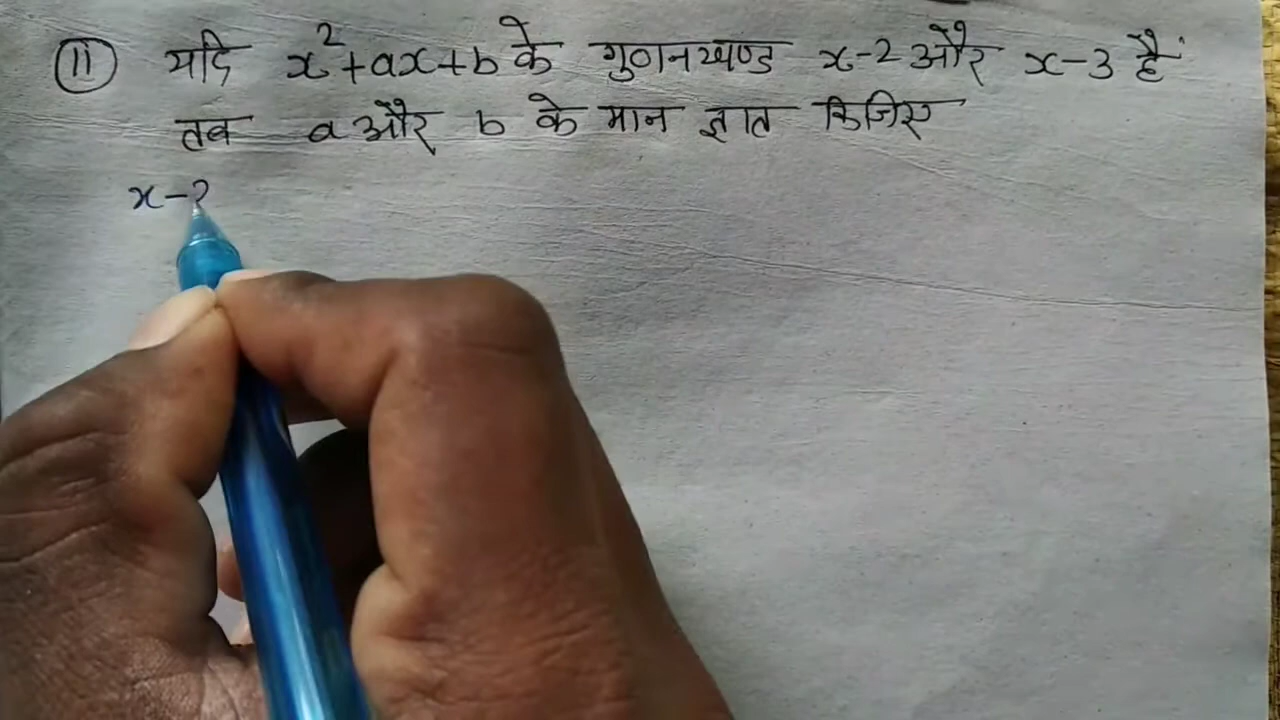 (11) यदि x²+ax+b के गुणनखण्ड x-2 और x-3 हैं
तब a और b के मान ज्ञात किजिए
x-2